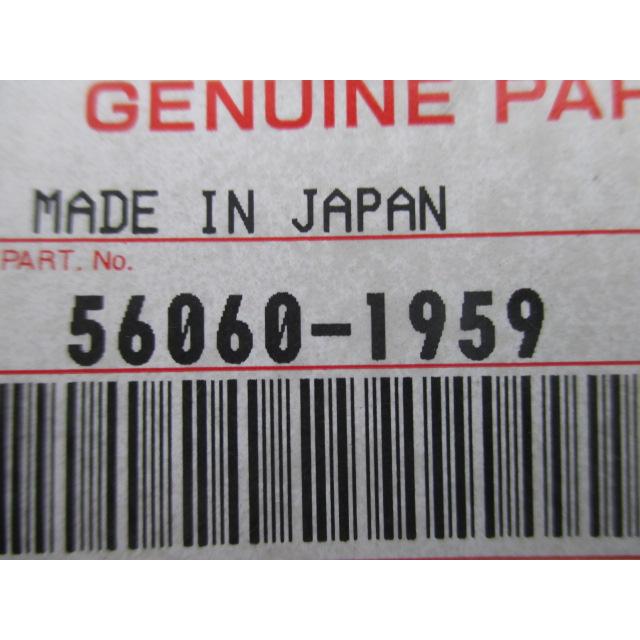 GENUINE PAR
MADE IN JAPAN
PART. No.
56060-1959